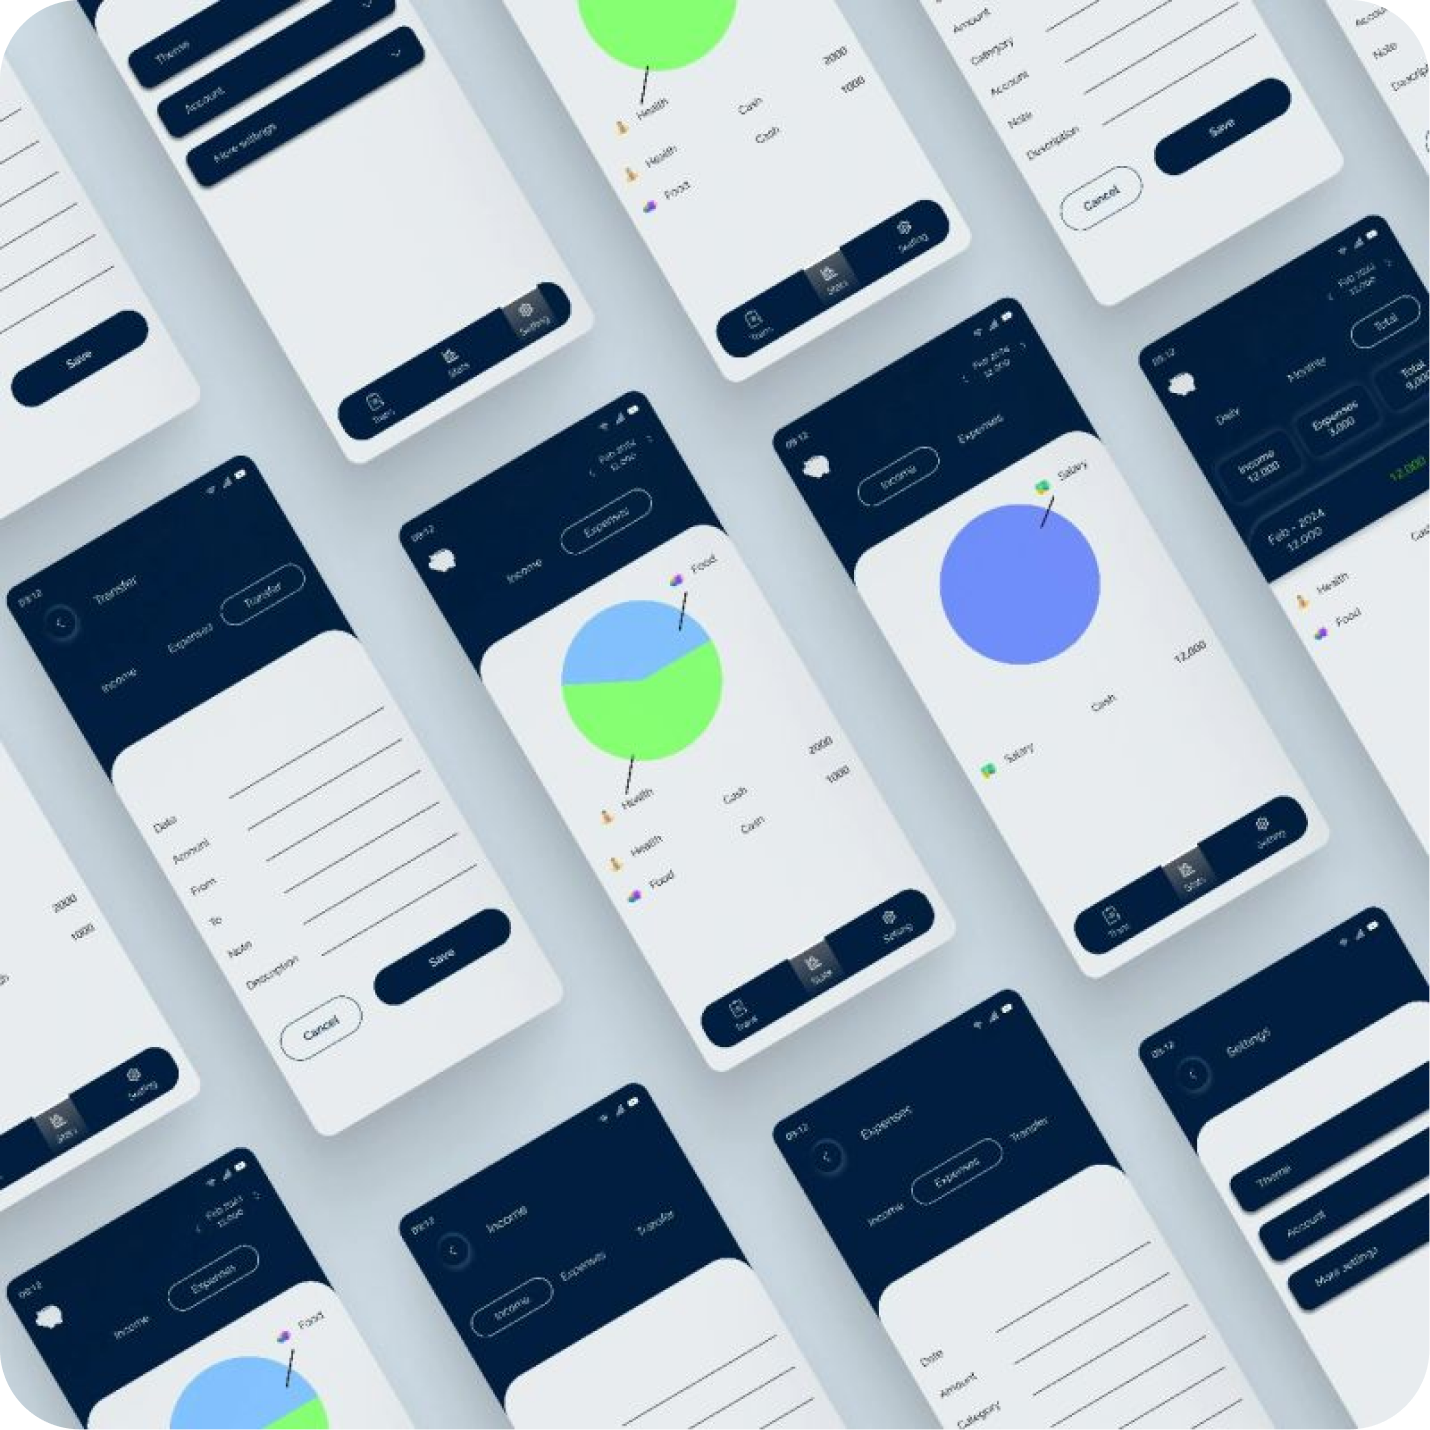 Save
Theme
Account
More settings
Trans
Stats
Setting
Health
Health
Cash
2000
Food
Cash
1000
Trans
Stats
Setting
Amount
Category
Account
Note
Description
Cancel
Save
Account
Note
2000
1000
Stats
Setting
09:12
Transfer
Income
Expenses
Transfer
Date
Amount
From
To
Note
Description
Cancel
Save
09:12
Feb 2024
12,000
Income
Expenses
Food
Health
Health
Cash
2000
Food
Cash
1000
Trans
Stats
Setting
09:12
Feb 2024
12,000
Income
Expenses
Salary
Salary
Cash
12,000
Trans
Stats
Setting
09:12
Feb 2024
12,000
Daily
Monthly
Total
Income
12,000
Expenses
3,000
Total
Feb - 2024
12,000
12,000
Health
Food
09:12
Feb 2024
12,000
Income
Expenses
Food
09:12
Income
Income
Expenses
Transfer
09:12
Expenses
Income
Expenses
Transfer
Date
Amount
Category
09:12
Settings
Theme
Account
More settings